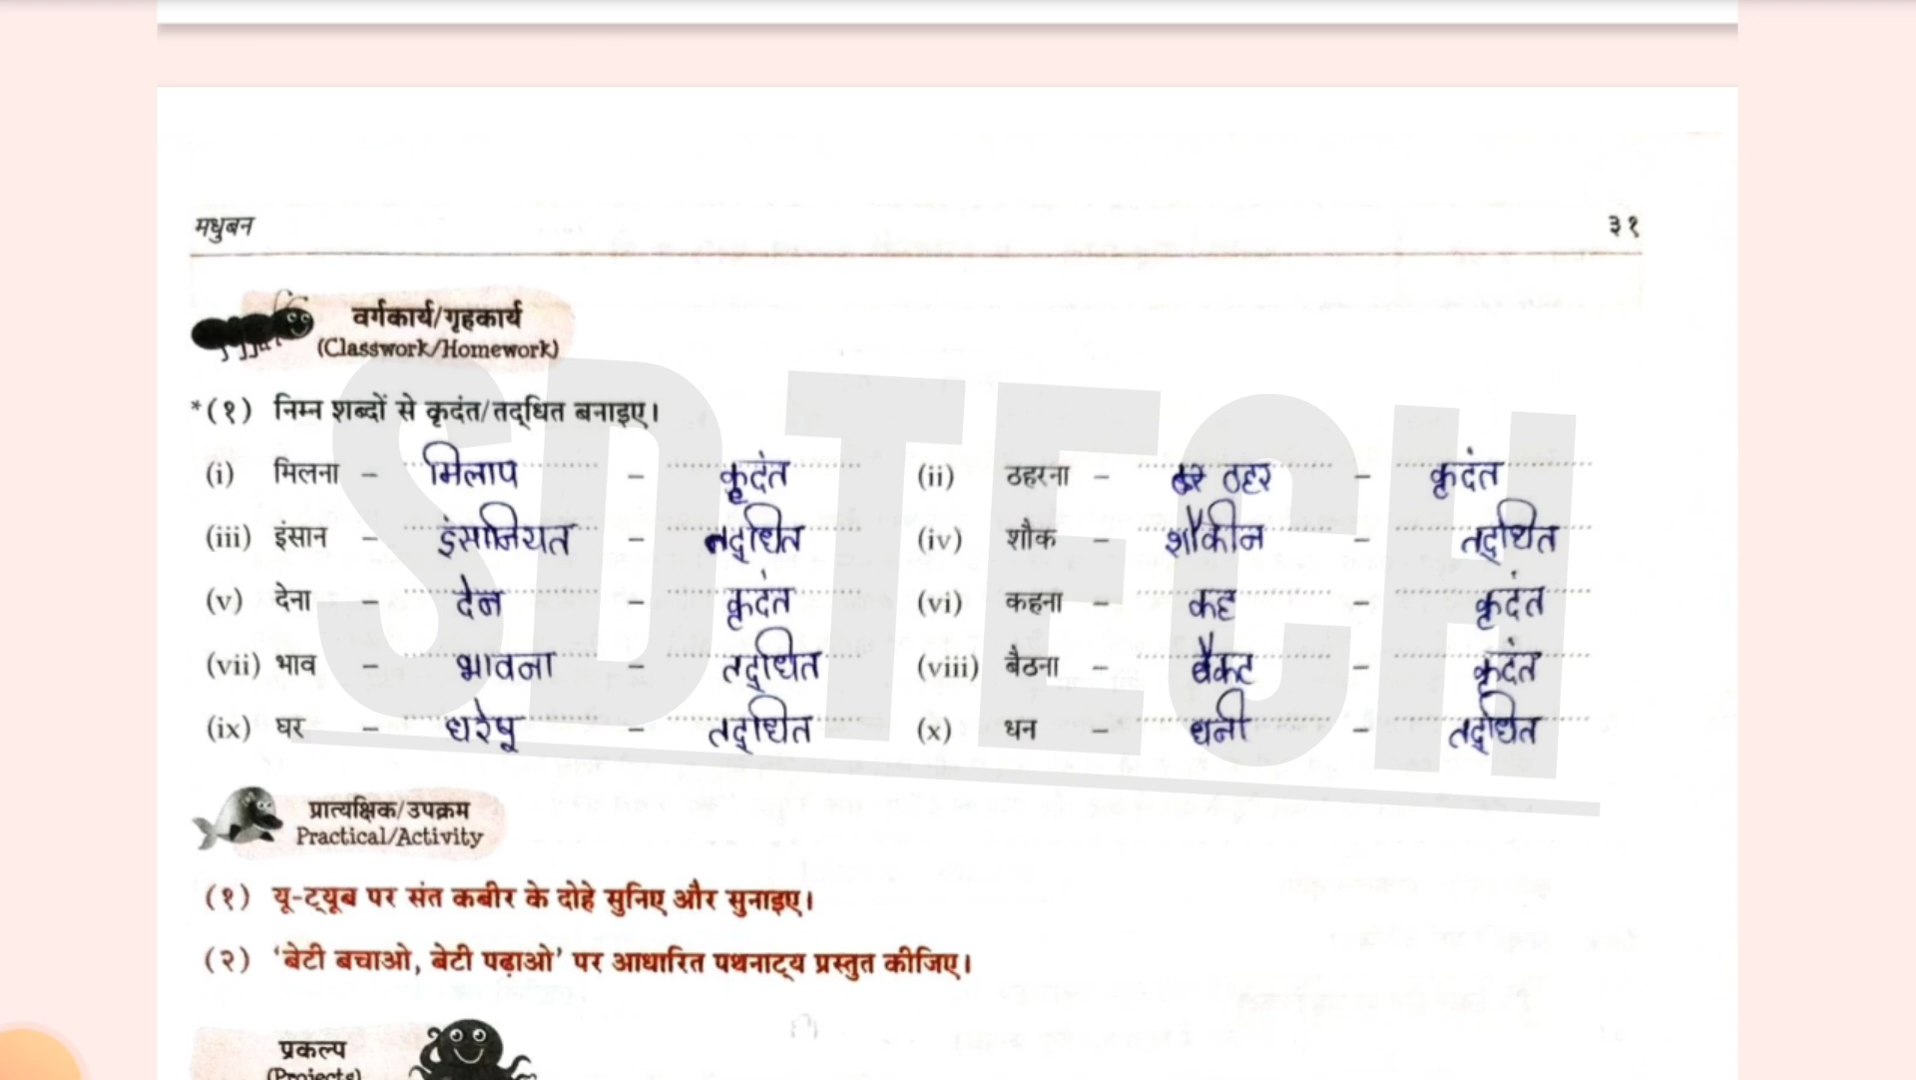 मधुबन ३१
वर्गकार्य/गृहकार्य
(Classwork/Homework)
*(१) निम्न शब्दों से कृदंत/तद्‌धित बनाइए।
(i) मिलना – मिलाप – कृदंत (ii) ठहरना – ठहर – कृदंत
(iii) इंसान – इंसानियत – तद्‌धित (iv) शौक – शौकीन – तद्‌धित
(v) देना – देन – कृदंत (vi) कहना – कह – कृदंत
(vii) भाव – भावना – तद्‌धित (viii) बैठना – बैकट – कृदंत
(ix) घर – घरेपू – तद्‌धित (x) धन – धनी – तद्‌धित
SDTECH
प्रात्यक्षिक/उपक्रम
Practical/Activity
(१) यू-ट्यूब पर संत कबीर के दोहे सुनिए और सुनाइए।
(२) ‘बेटी बचाओ, बेटी पढ़ाओ’ पर आधारित पथनाट्य प्रस्तुत कीजिए।
प्रकल्प
(Projects)